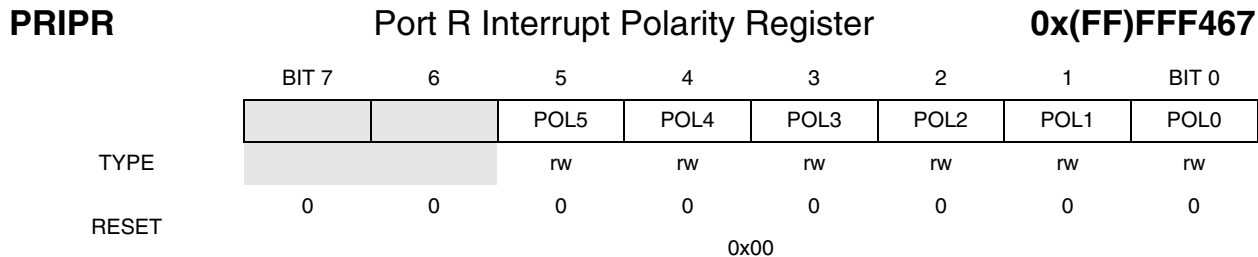 PRIPR Port R Interrupt Polarity Register 0x(FF)FFF467
BIT 7 6 5 4 3 2 1 BIT 0
POL5 POL4 POL3 POL2 POL1 POL0
TYPE rw rw rw rw rw rw
RESET 0 0 0 0 0 0 0 0
0x00